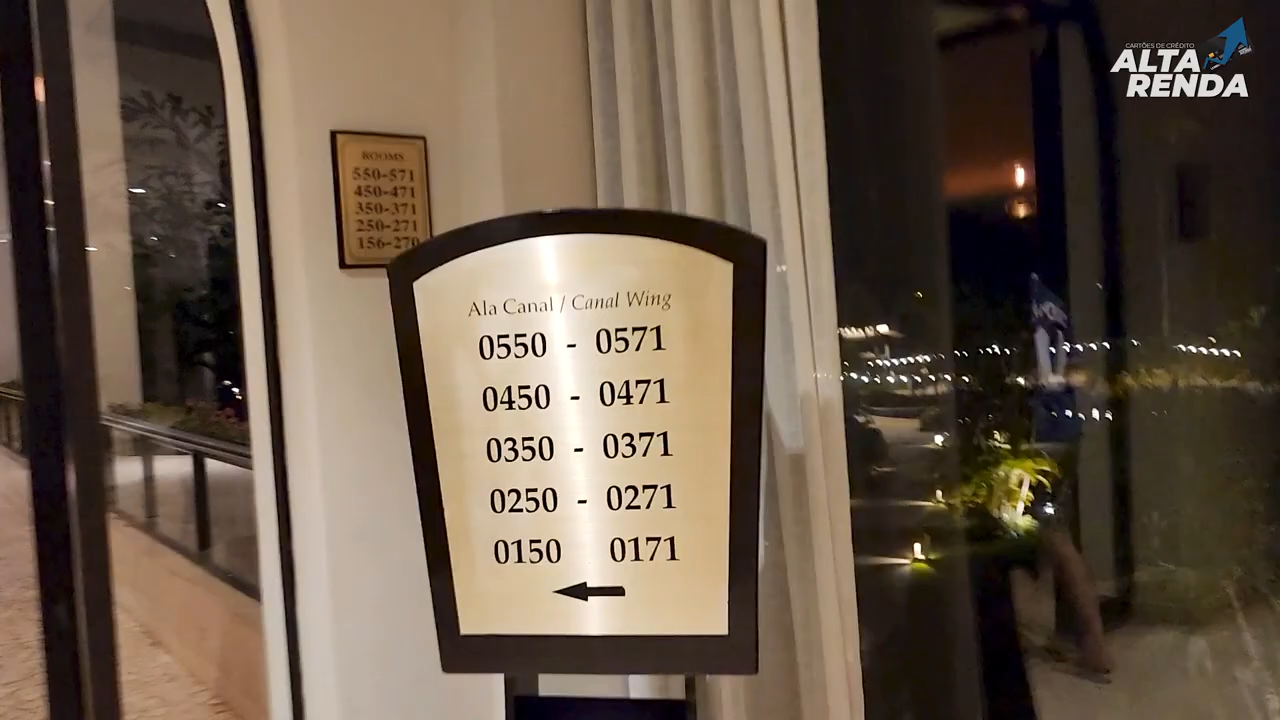 CARTÕES DE CRÉDITO
ALTA
RENDA
ROOMS
550-571
450-471
350-371
250-271
156-270
Ala Canal / Canal Wing
0550 - 0571
0450 - 0471
0350 - 0371
0250 - 0271
0150 0171